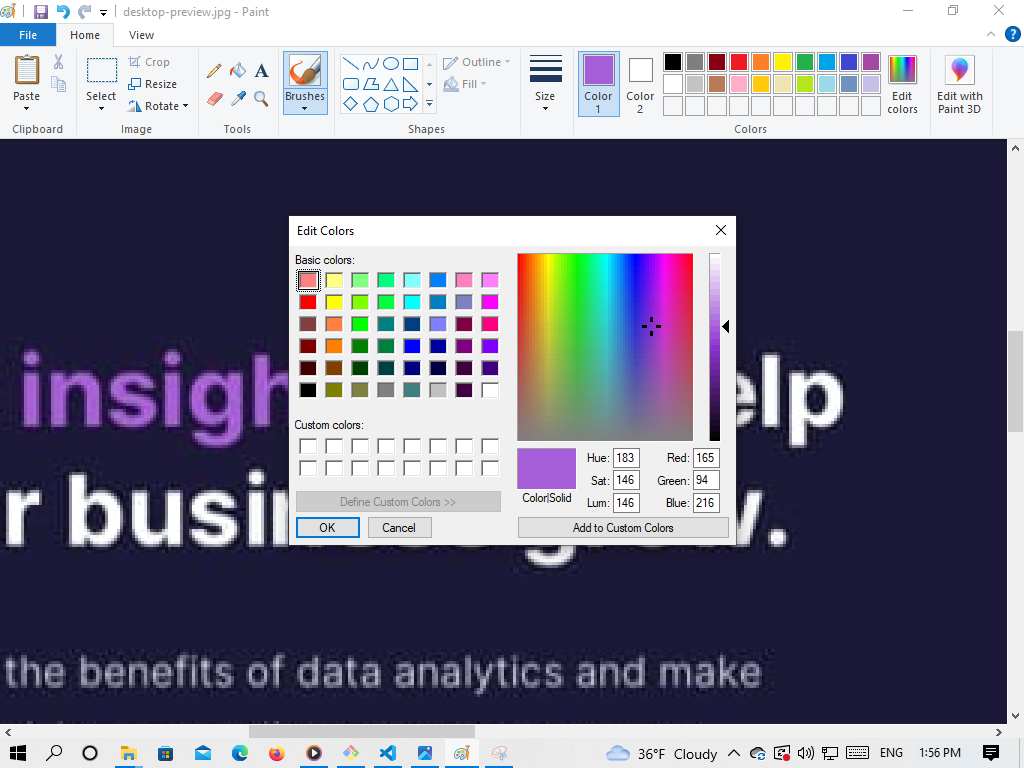 desktop-preview.jpg - Paint
File Home View
Paste
Select
Crop
Resize
Rotate
A
Brushes
Outline
Fill
Size
Color 1
Color 2
Edit colors
Edit with Paint 3D
Clipboard Image Tools Shapes Colors
Edit Colors
Basic colors:
Custom colors:
Define Custom Colors >>
OK Cancel
Hue: 183 Red: 165
Sat: 146 Green: 94
Color|Solid
Lum: 146 Blue: 216
Add to Custom Colors
insigh elp
r busin w.
the benefits of data analytics and make
36°F Cloudy ENG 1:56 PM